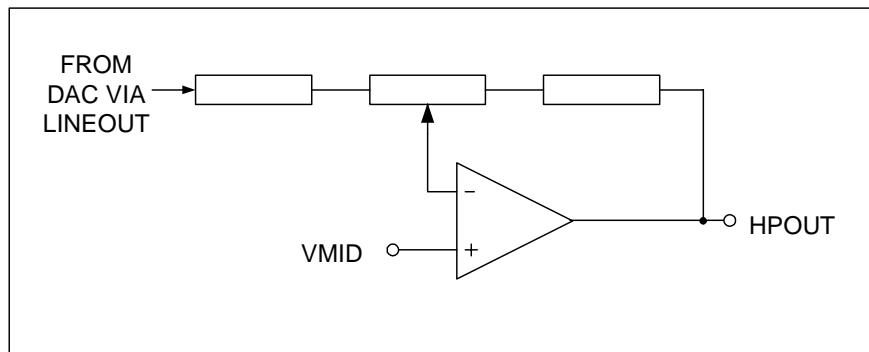 FROM
DAC VIA
LINEOUT
−
VMID
+
HPOUT